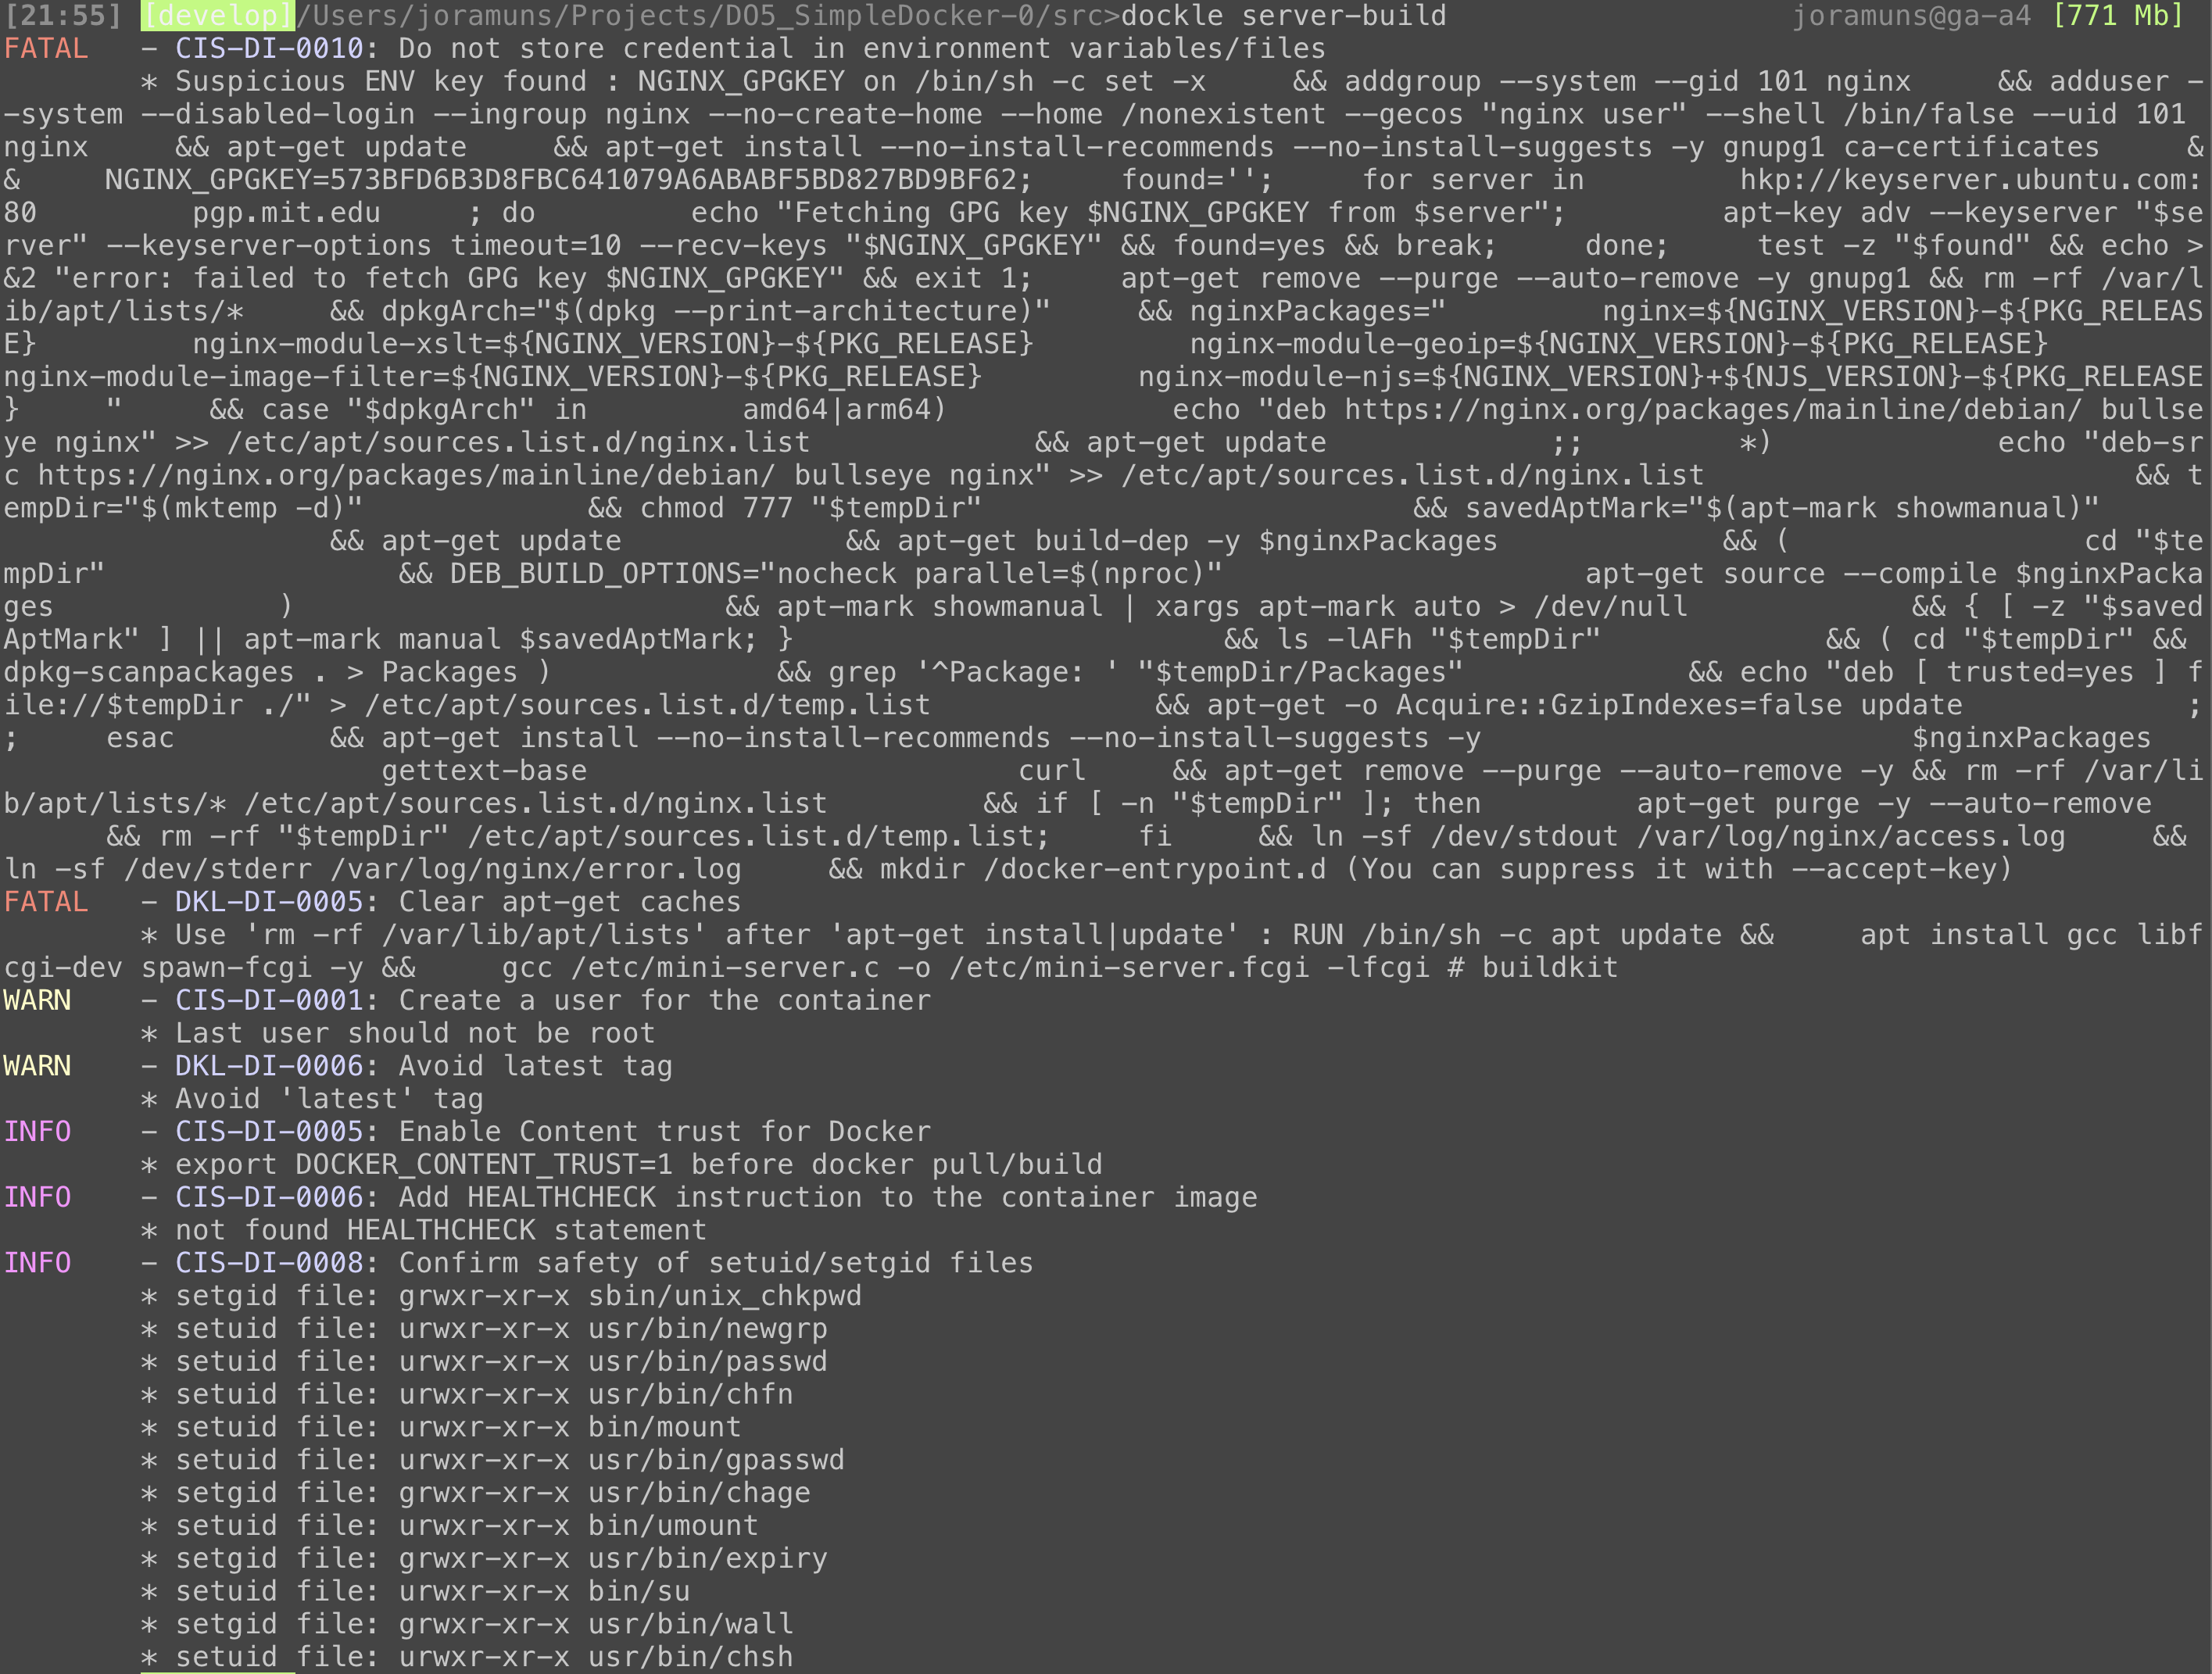 [21:55] [develop]/Users/joramuns/Projects/DO5_SimpleDocker-0/src>dockle server-build joramuns@ga-a4 [771 Mb]
FATAL - CIS-DI-0010: Do not store credential in environment variables/files
* Suspicious ENV key found : NGINX_GPGKEY on /bin/sh -c set -x && addgroup --system --gid 101 nginx && adduser -
-system --disabled-login --ingroup nginx --no-create-home --home /nonexistent --gecos "nginx user" --shell /bin/false --uid 101
nginx && apt-get update && apt-get install --no-install-recommends --no-install-suggests -y gnupg1 ca-certificates &
& NGINX_GPGKEY=573BFD6B3D8FBC641079A6ABABF5BD827BD9BF62; found=''; for server in hkp://keyserver.ubuntu.com:
80 pgp.mit.edu ; do echo "Fetching GPG key $NGINX_GPGKEY from $server"; apt-key adv --keyserver "$se
rver" --keyserver-options timeout=10 --recv-keys "$NGINX_GPGKEY" && found=yes && break; done; test -z "$found" && echo >
&2 "error: failed to fetch GPG key $NGINX_GPGKEY" && exit 1; apt-get remove --purge --auto-remove -y gnupg1 && rm -rf /var/l
ib/apt/lists/* && dpkgArch="$(dpkg --print-architecture)" && nginxPackages=" nginx=${NGINX_VERSION}-${PKG_RELEAS
E} nginx-module-xslt=${NGINX_VERSION}-${PKG_RELEASE} nginx-module-geoip=${NGINX_VERSION}-${PKG_RELEASE}
nginx-module-image-filter=${NGINX_VERSION}-${PKG_RELEASE} nginx-module-njs=${NGINX_VERSION}+${NJS_VERSION}-${PKG_RELEASE
} " && case "$dpkgArch" in amd64|arm64) echo "deb https://nginx.org/packages/mainline/debian/ bullse
ye nginx" >> /etc/apt/sources.list.d/nginx.list && apt-get update ;; *) echo "deb-sr
c https://nginx.org/packages/mainline/debian/ bullseye nginx" >> /etc/apt/sources.list.d/nginx.list && t
empDir="$(mktemp -d)" && chmod 777 "$tempDir" && savedAptMark="$(apt-mark showmanual)"
&& apt-get update && apt-get build-dep -y $nginxPackages && ( cd "$te
mpDir" && DEB_BUILD_OPTIONS="nocheck parallel=$(nproc)" apt-get source --compile $nginxPacka
ges ) && apt-mark showmanual | xargs apt-mark auto > /dev/null && { [ -z "$saved
AptMark" ] || apt-mark manual $savedAptMark; } && ls -lAFh "$tempDir" && ( cd "$tempDir" &&
dpkg-scanpackages . > Packages ) && grep '^Package: ' "$tempDir/Packages" && echo "deb [ trusted=yes ] f
ile://$tempDir ./" > /etc/apt/sources.list.d/temp.list && apt-get -o Acquire::GzipIndexes=false update ;
; esac && apt-get install --no-install-recommends --no-install-suggests -y $nginxPackages
gettext-base curl && apt-get remove --purge --auto-remove -y && rm -rf /var/li
b/apt/lists/* /etc/apt/sources.list.d/nginx.list && if [ -n "$tempDir" ]; then apt-get purge -y --auto-remove
&& rm -rf "$tempDir" /etc/apt/sources.list.d/temp.list; fi && ln -sf /dev/stdout /var/log/nginx/access.log &&
ln -sf /dev/stderr /var/log/nginx/error.log && mkdir /docker-entrypoint.d (You can suppress it with --accept-key)
FATAL - DKL-DI-0005: Clear apt-get caches
* Use 'rm -rf /var/lib/apt/lists' after 'apt-get install|update' : RUN /bin/sh -c apt update && apt install gcc libf
cgi-dev spawn-fcgi -y && gcc /etc/mini-server.c -o /etc/mini-server.fcgi -lfcgi # buildkit
WARN - CIS-DI-0001: Create a user for the container
* Last user should not be root
WARN - DKL-DI-0006: Avoid latest tag
* Avoid 'latest' tag
INFO - CIS-DI-0005: Enable Content trust for Docker
* export DOCKER_CONTENT_TRUST=1 before docker pull/build
INFO - CIS-DI-0006: Add HEALTHCHECK instruction to the container image
* not found HEALTHCHECK statement
INFO - CIS-DI-0008: Confirm safety of setuid/setgid files
* setgid file: grwxr-xr-x sbin/unix_chkpwd
* setuid file: urwxr-xr-x usr/bin/newgrp
* setuid file: urwxr-xr-x usr/bin/passwd
* setuid file: urwxr-xr-x usr/bin/chfn
* setuid file: urwxr-xr-x bin/mount
* setuid file: urwxr-xr-x usr/bin/gpasswd
* setgid file: grwxr-xr-x usr/bin/chage
* setuid file: urwxr-xr-x bin/umount
* setgid file: grwxr-xr-x usr/bin/expiry
* setuid file: urwxr-xr-x bin/su
* setgid file: grwxr-xr-x usr/bin/wall
* setuid file: urwxr-xr-x usr/bin/chsh